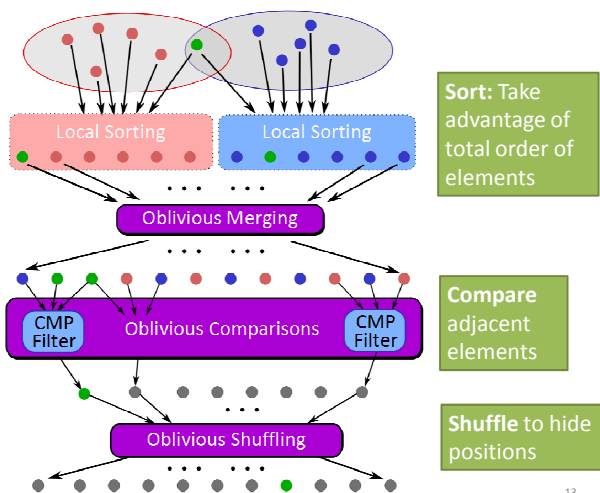 Local Sorting
Local Sorting
Sort: Take
advantage of
total order of
elements
. . . . . .
Oblivious Merging
. . . . . .
CMP
Filter
Oblivious Comparisons
CMP
Filter
Compare
adjacent
elements
. . .
Oblivious Shuffling
Shuffle to hide
positions
. . . . . .
13